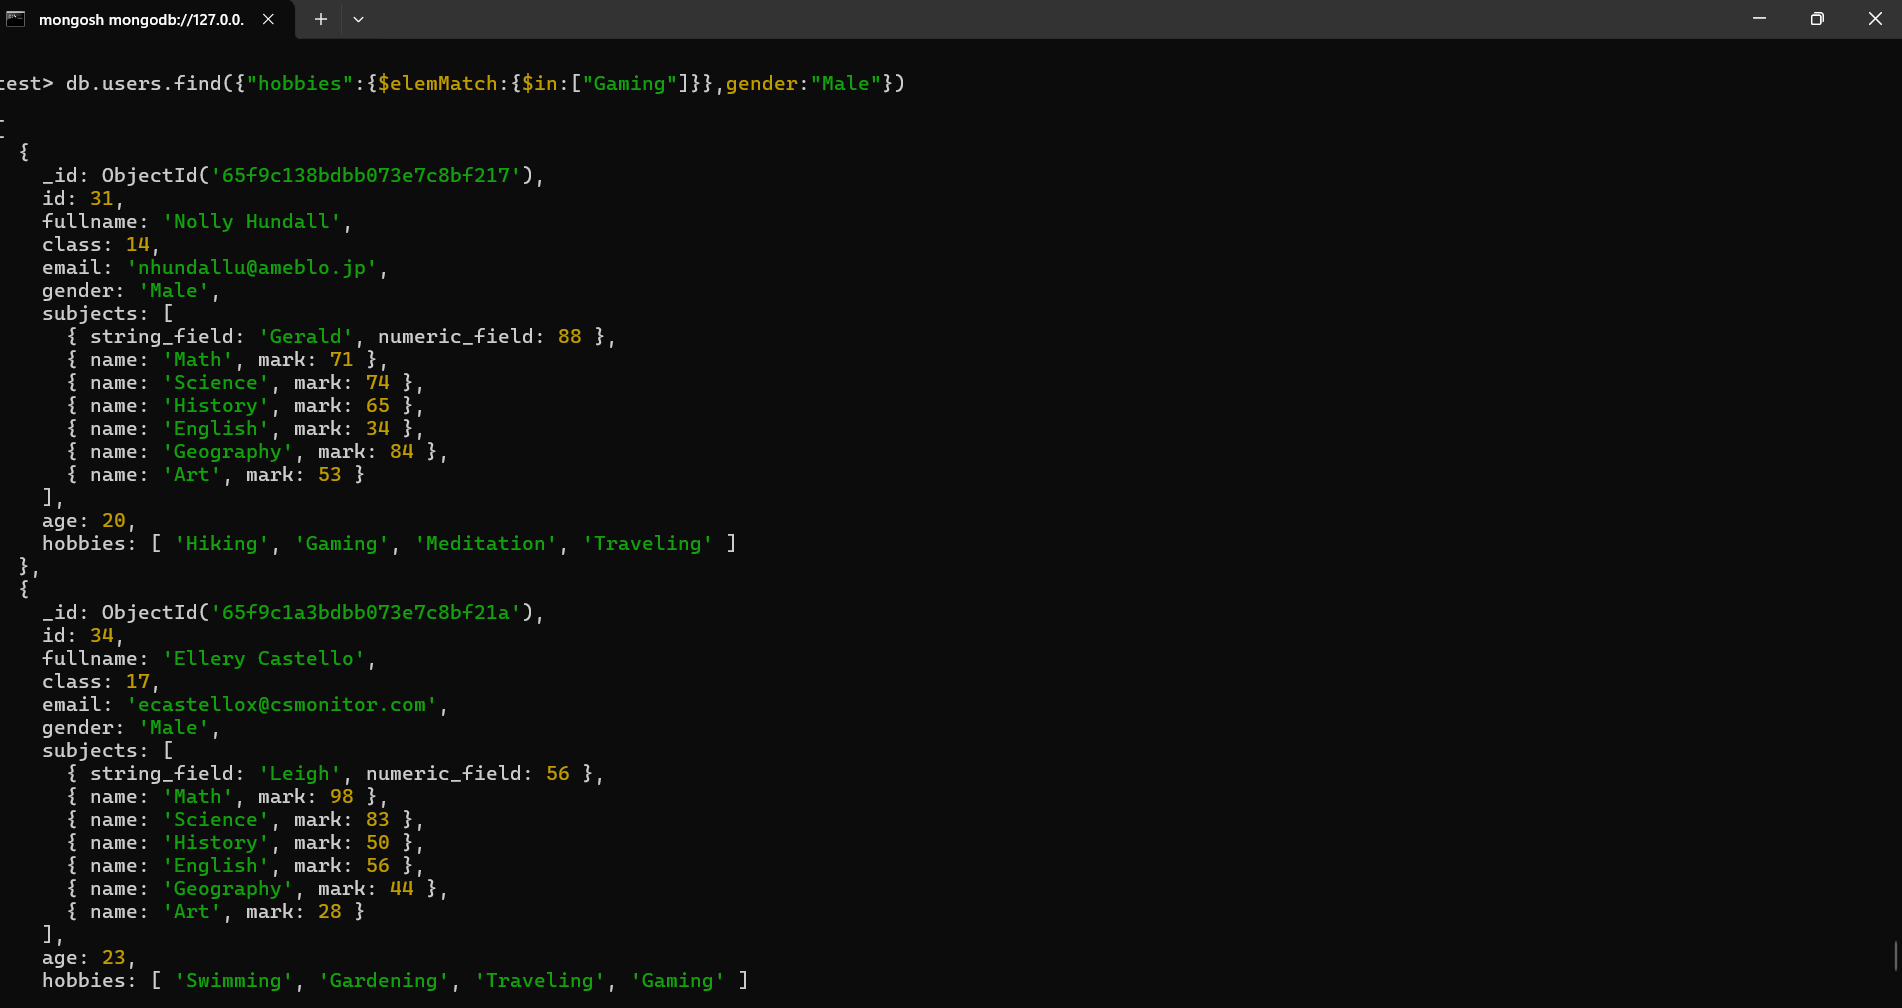 mongosh mongodb://127.0.0.
test> db.users.find({"hobbies":{$elemMatch:{$in:["Gaming"]}},gender:"Male"})
[
  {
    _id: ObjectId('65f9c138bdbb073e7c8bf217'),
    id: 31,
    fullname: 'Nolly Hundall',
    class: 14,
    email: 'nhundallu@ameblo.jp',
    gender: 'Male',
    subjects: [
      { string_field: 'Gerald', numeric_field: 88 },
      { name: 'Math', mark: 71 },
      { name: 'Science', mark: 74 },
      { name: 'History', mark: 65 },
      { name: 'English', mark: 34 },
      { name: 'Geography', mark: 84 },
      { name: 'Art', mark: 53 }
    ],
    age: 20,
    hobbies: [ 'Hiking', 'Gaming', 'Meditation', 'Traveling' ]
  },
  {
    _id: ObjectId('65f9c1a3bdbb073e7c8bf21a'),
    id: 34,
    fullname: 'Ellery Castello',
    class: 17,
    email: 'ecastellox@csmonitor.com',
    gender: 'Male',
    subjects: [
      { string_field: 'Leigh', numeric_field: 56 },
      { name: 'Math', mark: 98 },
      { name: 'Science', mark: 83 },
      { name: 'History', mark: 50 },
      { name: 'English', mark: 56 },
      { name: 'Geography', mark: 44 },
      { name: 'Art', mark: 28 }
    ],
    age: 23,
    hobbies: [ 'Swimming', 'Gardening', 'Traveling', 'Gaming' ]